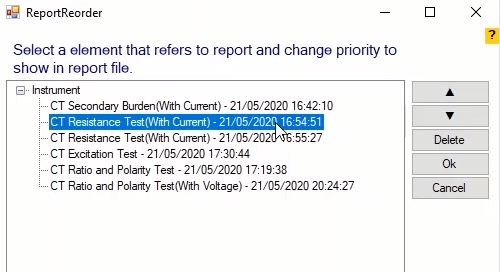 ReportReorder
?
Select a element that refers to report and change priority to
show in report file.
Instrument
CT Secondary Burden(With Current) - 21/05/2020 16:42:10
CT Resistance Test(With Current) - 21/05/2020 16:54:51
CT Resistance Test(With Current) - 21/05/2020 16:55:27
CT Excitation Test - 21/05/2020 17:30:44
CT Ratio and Polarity Test - 21/05/2020 17:19:38
CT Ratio and Polarity Test(With Voltage) - 21/05/2020 20:24:27
▲
▼
Delete
Ok
Cancel